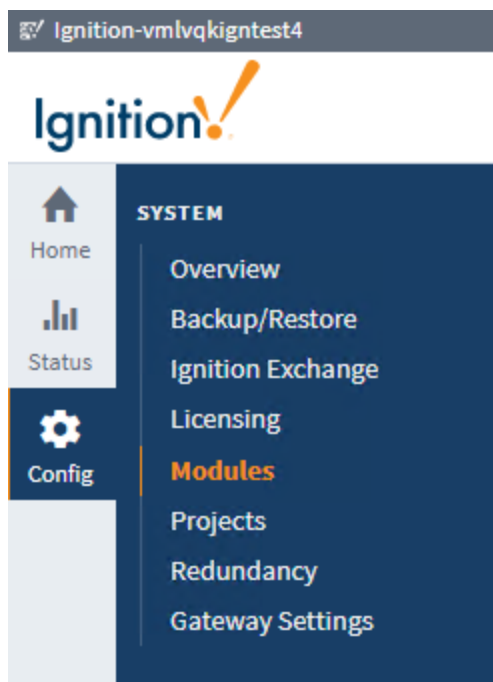 Ignition-vmlvqkigntest4
Ignition!
Home
Status
Config
SYSTEM
Overview
Backup/Restore
Ignition Exchange
Licensing
Modules
Projects
Redundancy
Gateway Settings